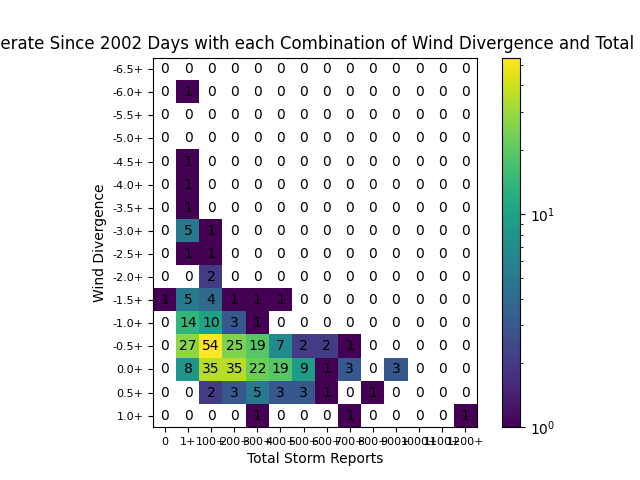 erate Since 2002 Days with each Combination of Wind Divergence and Total
-6.5+ 0 0 0 0 0 0 0 0 0 0 0 0 0 0
-6.0+ 0 1 0 0 0 0 0 0 0 0 0 0 0 0
-5.5+ 0 0 0 0 0 0 0 0 0 0 0 0 0 0
-5.0+ 0 0 0 0 0 0 0 0 0 0 0 0 0 0
-4.5+ 0 1 0 0 0 0 0 0 0 0 0 0 0 0
-4.0+ 0 1 0 0 0 0 0 0 0 0 0 0 0 0
-3.5+ 0 1 0 0 0 0 0 0 0 0 0 0 0 0
-3.0+ 0 5 1 0 0 0 0 0 0 0 0 0 0 0
-2.5+ 0 1 1 0 0 0 0 0 0 0 0 0 0 0
-2.0+ 0 0 2 0 0 0 0 0 0 0 0 0 0 0
-1.5+ 1 5 4 1 1 1 0 0 0 0 0 0 0 0
-1.0+ 0 14 10 3 1 0 0 0 0 0 0 0 0 0
-0.5+ 0 27 54 25 19 7 2 2 1 0 0 0 0 0
0.0+ 0 8 35 35 22 19 9 1 3 0 3 0 0 0
0.5+ 0 0 2 3 5 3 3 1 0 1 0 0 0 0
1.0+ 0 0 0 0 1 0 0 0 1 0 0 0 0 1
0 1+ 100+ 200+ 300+ 400+ 500+ 600+ 700+ 800+ 900+ 1000+ 1100+ 1200+
Total Storm Reports
Wind Divergence
10¹
10⁰